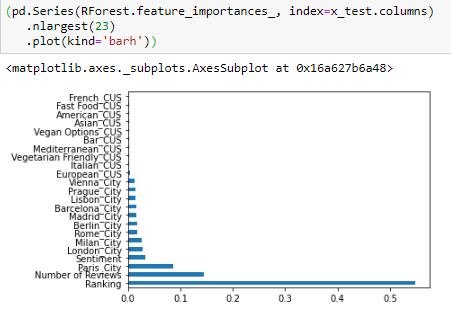 (pd.Series(RForest.feature_importances_, index=x_test.columns)
.nlargest(23)
.plot(kind='barh'))
<matplotlib.axes._subplots.AxesSubplot at 0x16a627b6a48>
French_CUS
Fast Food_CUS
American_CUS
Asian_CUS
Vegan Options_CUS
Bar_CUS
Mediterranean_CUS
Vegetarian Friendly_CUS
Italian_CUS
European_CUS
Vienna_City
Prague_City
Lisbon_City
Barcelona_City
Madrid_City
Berlin_City
Rome_City
Milan_City
London_City
Sentiment
Paris_City
Number of Reviews
Ranking
0.0 0.1 0.2 0.3 0.4 0.5